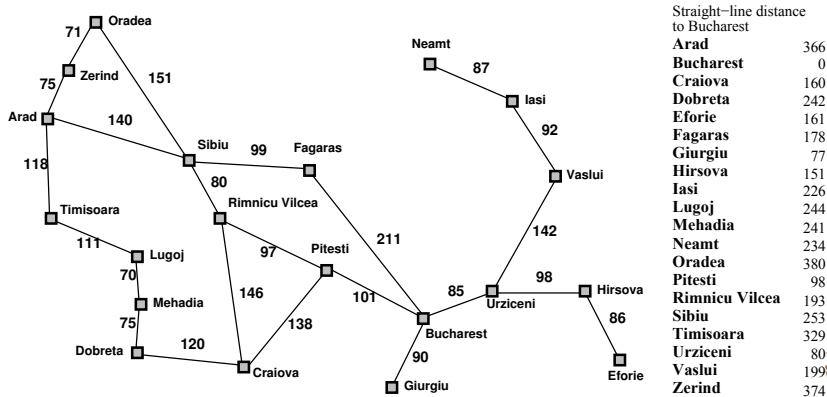 Oradea
71
Neamt
87
Zerind
151
75
Iasi
Arad
140
92
Sibiu
99
Fagaras
118
Vaslui
80
Timisoara
Rimnicu Vilcea
142
111
Pitesti
211
Lugoj
97
70
98
Hirsova
85
Mehadia
146
101
Urziceni
86
75
138
Bucharest
120
90
Dobreta
Craiova
Giurgiu
Eforie
Straight−line distance
to Bucharest
Arad 366
Bucharest 0
Craiova 160
Dobreta 242
Eforie 161
Fagaras 178
Giurgiu 77
Hirsova 151
Iasi 226
Lugoj 244
Mehadia 241
Neamt 234
Oradea 380
Pitesti 98
Rimnicu Vilcea 193
Sibiu 253
Timisoara 329
Urziceni 80
Vaslui 199
Zerind 374